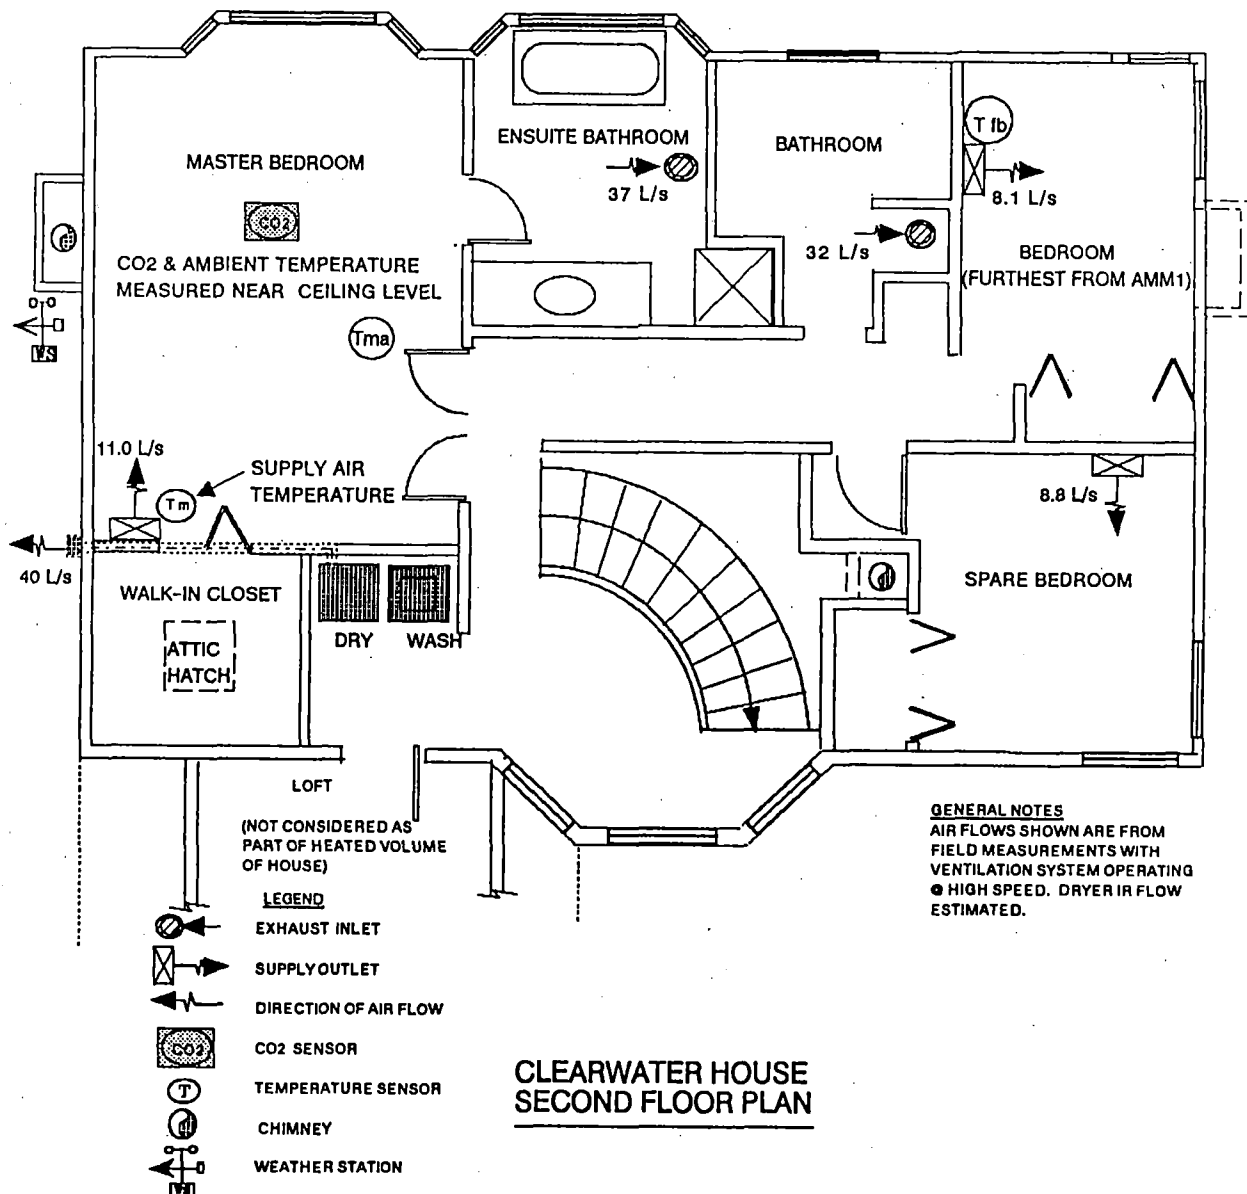 MASTER BEDROOM
CO2
CO2 & AMBIENT TEMPERATURE
MEASURED NEAR CEILING LEVEL
Tma
WS
ENSUITE BATHROOM
37 L/s
BATHROOM
32 L/s
T fb
8.1 L/s
BEDROOM
(FURTHEST FROM AMM1)
11.0 L/s
Tm
SUPPLY AIR
TEMPERATURE
40 L/s
WALK-IN CLOSET
ATTIC
HATCH
DRY
WASH
8.8 L/s
SPARE BEDROOM
LOFT
(NOT CONSIDERED AS
PART OF HEATED VOLUME
OF HOUSE)
GENERAL NOTES
AIR FLOWS SHOWN ARE FROM
FIELD MEASUREMENTS WITH
VENTILATION SYSTEM OPERATING
@ HIGH SPEED. DRYER IR FLOW
ESTIMATED.
LEGEND
EXHAUST INLET
SUPPLY OUTLET
DIRECTION OF AIR FLOW
CO2
CO2 SENSOR
T
TEMPERATURE SENSOR
CHIMNEY
WEATHER STATION
CLEARWATER HOUSE
SECOND FLOOR PLAN